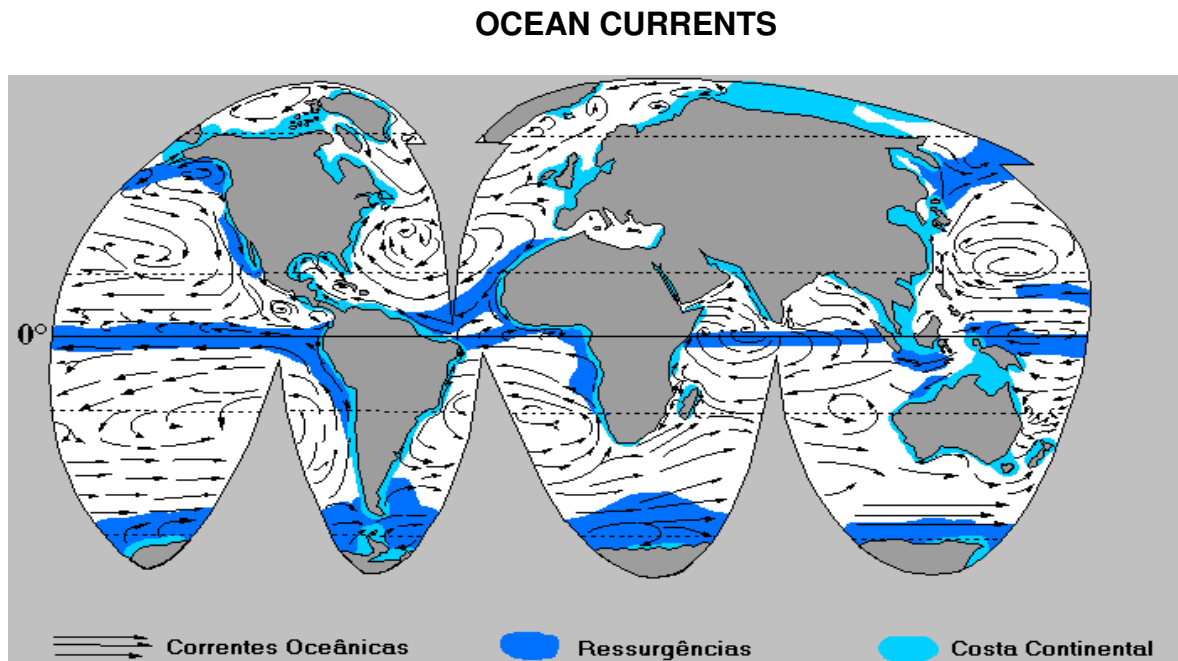 OCEAN CURRENTS
0°
Correntes Oceânicas
Ressurgências
Costa Continental